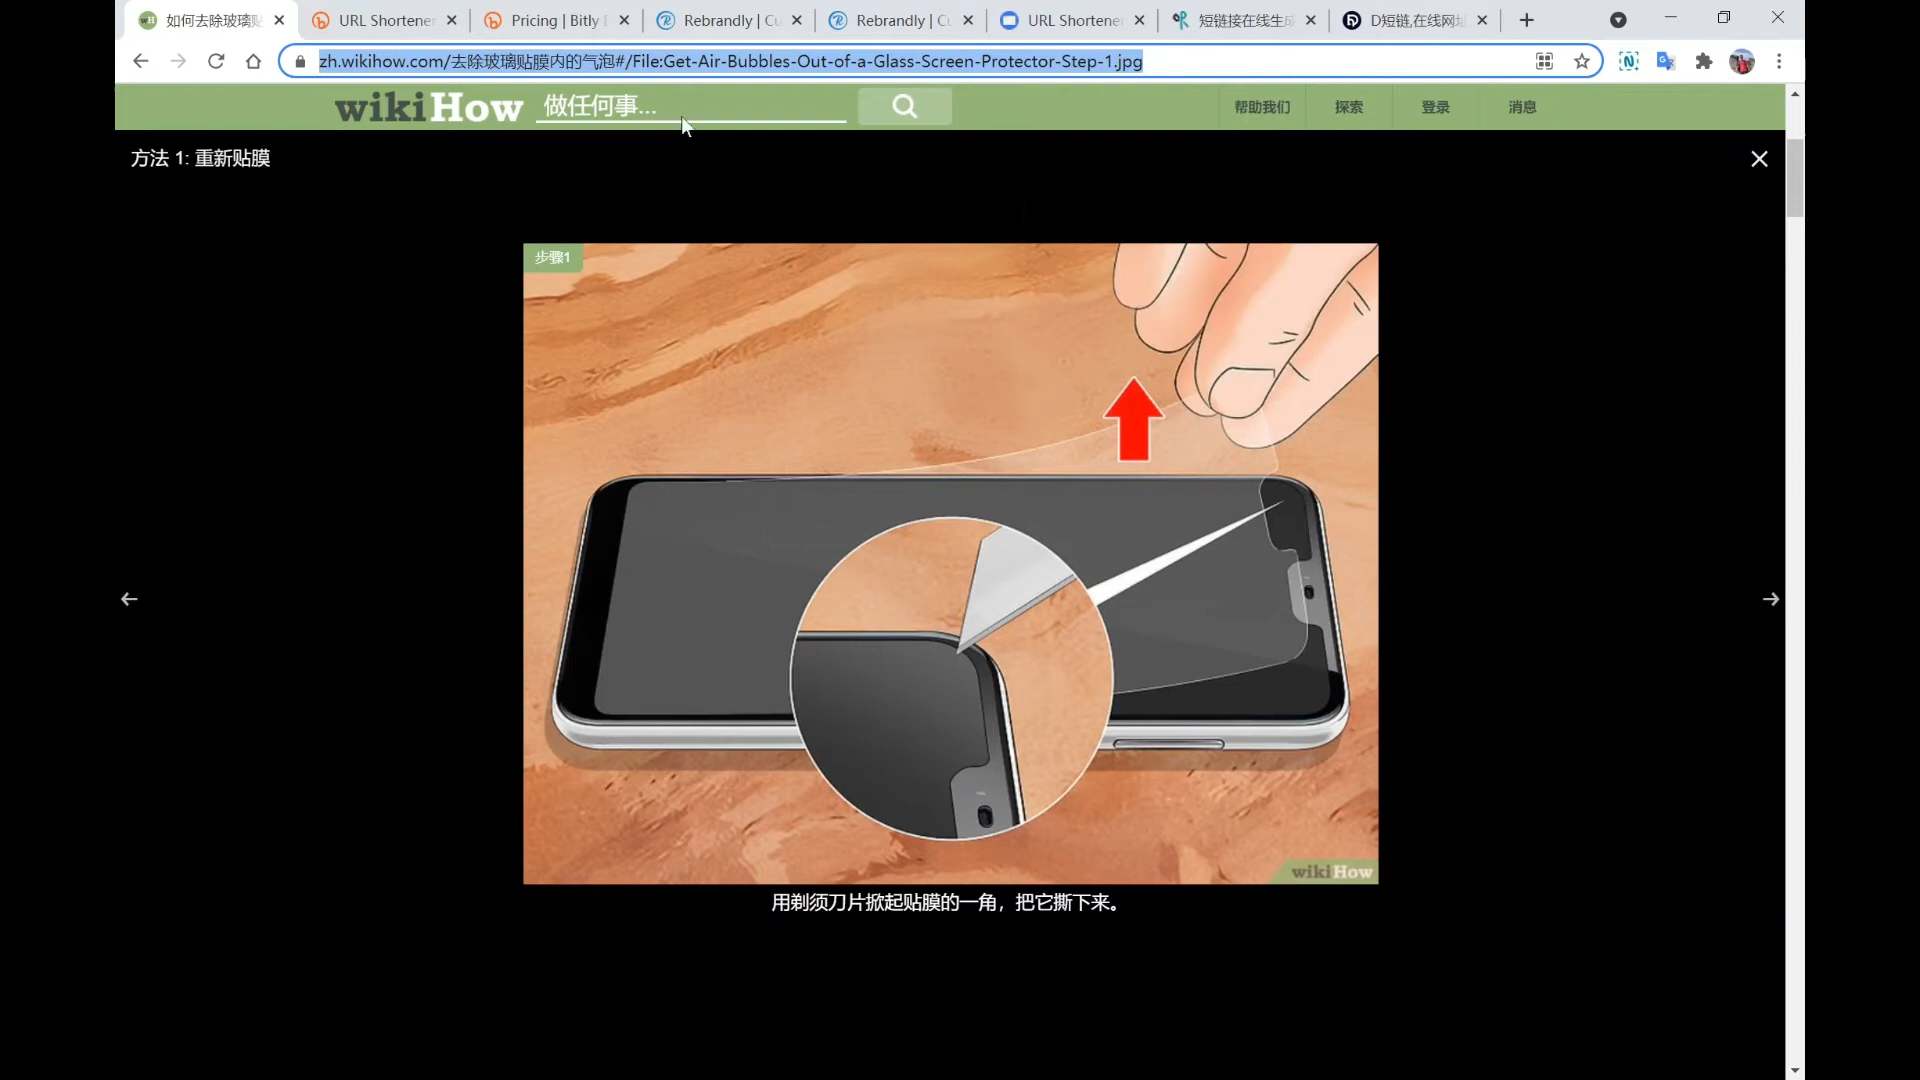 如何去除玻璃贴
URL Shortener
Pricing | Bitly
Rebrandly | Cu
Rebrandly | Cu
URL Shortener
短链接在线生成
D短链,在线网址
zh.wikihow.com/去除玻璃贴膜内的气泡#/File:Get-Air-Bubbles-Out-of-a-Glass-Screen-Protector-Step-1.jpg
wikiHow
做任何事...
帮助我们
探索
登录
消息
方法 1: 重新贴膜
步骤1
wikiHow
用剃须刀片掀起贴膜的一角，把它撕下来。